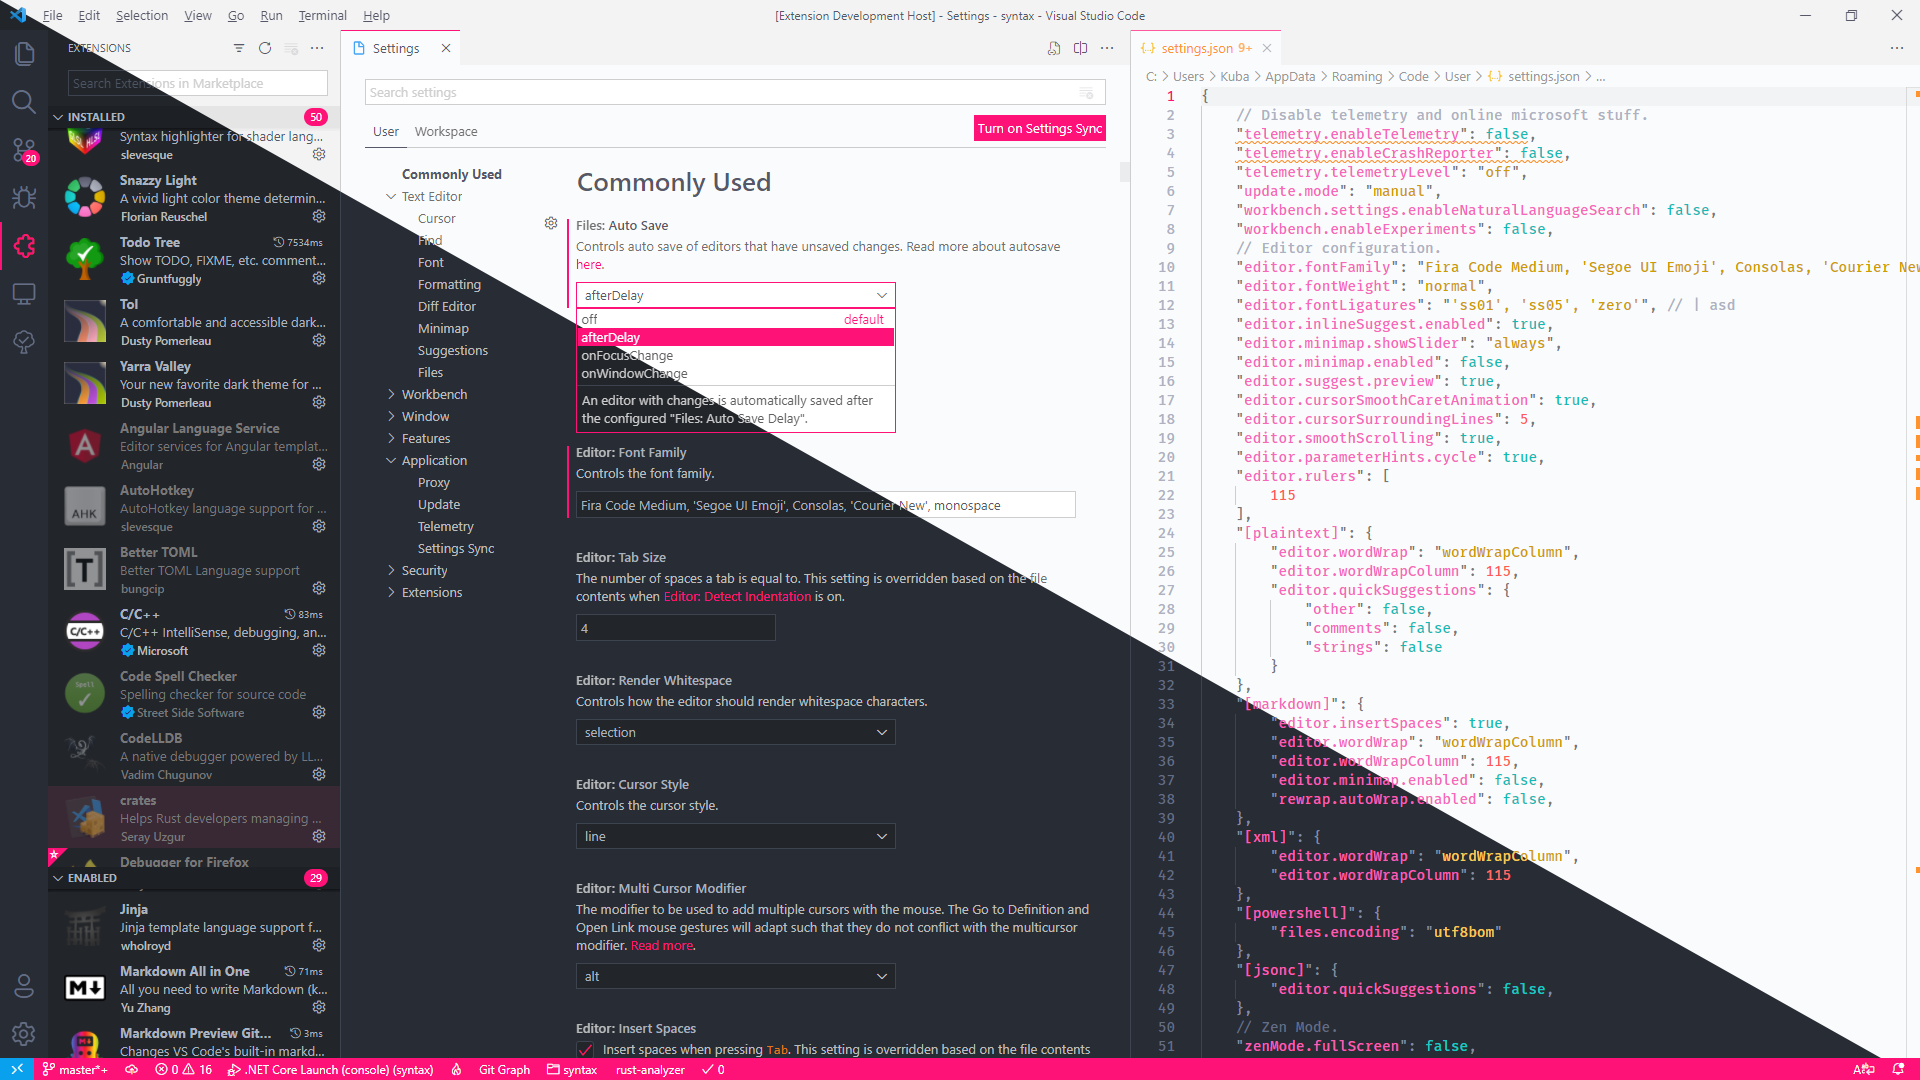 File Edit Selection View Go Run Terminal Help
[Extension Development Host] - Settings - syntax - Visual Studio Code
EXTENSIONS
Search Extensions in Marketplace
INSTALLED 50
Syntax highlighter for shader lang...
slevesque
20
Snazzy Light
A vivid light color theme determin...
Florian Reuschel
Todo Tree 7534ms
Show TODO, FIXME, etc. comment...
Gruntfuggly
Tol
A comfortable and accessible dark...
Dusty Pomerleau
Yarra Valley
Your new favorite dark theme for ...
Dusty Pomerleau
Angular Language Service
Editor services for Angular templat...
Angular
AutoHotkey
AutoHotkey language support for ...
slevesque
AHK
Better TOML
Better TOML Language support
bungcip
[T]
C/C++ 83ms
C/C++ IntelliSense, debugging, an...
Microsoft
C/C++
Code Spell Checker
Spelling checker for source code
Street Side Software
Spell
CodeLLDB
A native debugger powered by LL...
Vadim Chugunov
crates
Helps Rust developers managing ...
Seray Uzgur
Debugger for Firefox
ENABLED 29
Jinja
Jinja template language support f...
wholroyd
Markdown All in One 71ms
All you need to write Markdown (k...
Yu Zhang
M
Markdown Preview Git... 3ms
Changes VS Code's built-in markd...
Settings
Search settings
User Workspace
Turn on Settings Sync
Commonly Used
Text Editor
Cursor
Find
Font
Formatting
Diff Editor
Minimap
Suggestions
Files
Workbench
Window
Features
Application
Proxy
Update
Telemetry
Settings Sync
Security
Extensions
Commonly Used
Files: Auto Save
Controls auto save of editors that have unsaved changes. Read more about autosave
here.
afterDelay
off default
afterDelay
onFocusChange
onWindowChange
An editor with changes is automatically saved after
the configured "Files: Auto Save Delay".
Editor: Font Family
Controls the font family.
Fira Code Medium, 'Segoe UI Emoji', Consolas, 'Courier New', monospace
Editor: Tab Size
The number of spaces a tab is equal to. This setting is overridden based on the file
contents when Editor: Detect Indentation is on.
4
Editor: Render Whitespace
Controls how the editor should render whitespace characters.
selection
Editor: Cursor Style
Controls the cursor style.
line
Editor: Multi Cursor Modifier
The modifier to be used to add multiple cursors with the mouse. The Go to Definition and
Open Link mouse gestures will adapt such that they do not conflict with the multicursor
modifier. Read more.
alt
Editor: Insert Spaces
Insert spaces when pressing Tab. This setting is overridden based on the file contents
{..} settings.json 9+
C: > Users > Kuba > AppData > Roaming > Code > User > {..} settings.json > ...
1 {
2 // Disable telemetry and online microsoft stuff.
3 "telemetry.enableTelemetry": false,
4 "telemetry.enableCrashReporter": false,
5 "telemetry.telemetryLevel": "off",
6 "update.mode": "manual",
7 "workbench.settings.enableNaturalLanguageSearch": false,
8 "workbench.enableExperiments": false,
9 // Editor configuration.
10 "editor.fontFamily": "Fira Code Medium, 'Segoe UI Emoji', Consolas, 'Courier New
11 "editor.fontWeight": "normal",
12 "editor.fontLigatures": "'ss01', 'ss05', 'zero'", // | asd
13 "editor.inlineSuggest.enabled": true,
14 "editor.minimap.showSlider": "always",
15 "editor.minimap.enabled": false,
16 "editor.suggest.preview": true,
17 "editor.cursorSmoothCaretAnimation": true,
18 "editor.cursorSurroundingLines": 5,
19 "editor.smoothScrolling": true,
20 "editor.parameterHints.cycle": true,
21 "editor.rulers": [
22 115
23 ],
24 "[plaintext]": {
25 "editor.wordWrap": "wordWrapColumn",
26 "editor.wordWrapColumn": 115,
27 "editor.quickSuggestions": {
28 "other": false,
29 "comments": false,
30 "strings": false
31 }
32 },
33 "[markdown]": {
34 "editor.insertSpaces": true,
35 "editor.wordWrap": "wordWrapColumn",
36 "editor.wordWrapColumn": 115,
37 "editor.minimap.enabled": false,
38 "rewrap.autoWrap.enabled": false,
39 },
40 "[xml]": {
41 "editor.wordWrap": "wordWrapColumn",
42 "editor.wordWrapColumn": 115
43 },
44 "[powershell]": {
45 "files.encoding": "utf8bom"
46 },
47 "[jsonc]": {
48 "editor.quickSuggestions": false,
49 },
50 // Zen Mode.
51 "zenMode.fullScreen": false,
master*+ 0 16 .NET Core Launch (console) (syntax) Git Graph syntax rust-analyzer 0